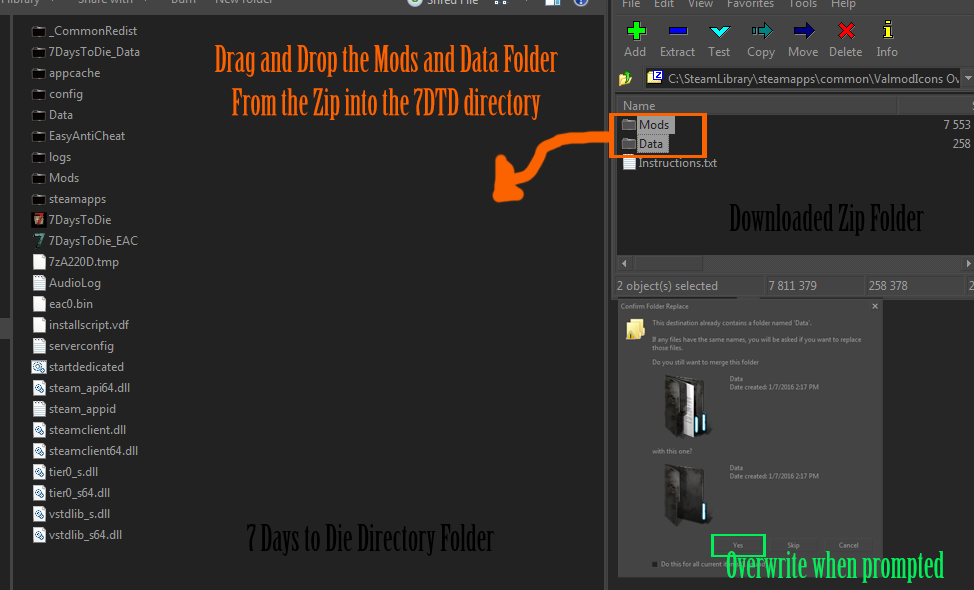 Share with
Burn
New folder
Shred File
Drag and Drop the Mods and Data Folder
From the Zip into the 7DTD directory
_CommonRedist
7DaysToDie_Data
appcache
config
Data
EasyAntiCheat
logs
Mods
steamapps
7DaysToDie
7DaysToDie_EAC
7zA220D.tmp
AudioLog
eac0.bin
installscript.vdf
serverconfig
startdedicated
steam_api64.dll
steam_appid
steamclient.dll
steamclient64.dll
tier0_s.dll
tier0_s64.dll
vstdlib_s.dll
vstdlib_s64.dll
7 Days to Die Directory Folder
File Edit View Favorites Tools Help
Add Extract Test Copy Move Delete Info
C:\SteamLibrary\steamapps\common\ValmodIcons Ov
Name
Mods 7 553
Data 258
Instructions.txt
Downloaded Zip Folder
2 object(s) selected 7 811 379 258 378 2
Confirm Folder Replace
This destination already contains a folder named 'Data'.
If any files have the same names, you will be asked if you want to replace
those files.
Do you still want to merge this folder
Data
Date created: 1/7/2016 2:17 PM
with this one?
Data
Date created: 1/7/2016 2:17 PM
Yes Skip Cancel
Do this for all current
Overwrite when prompted